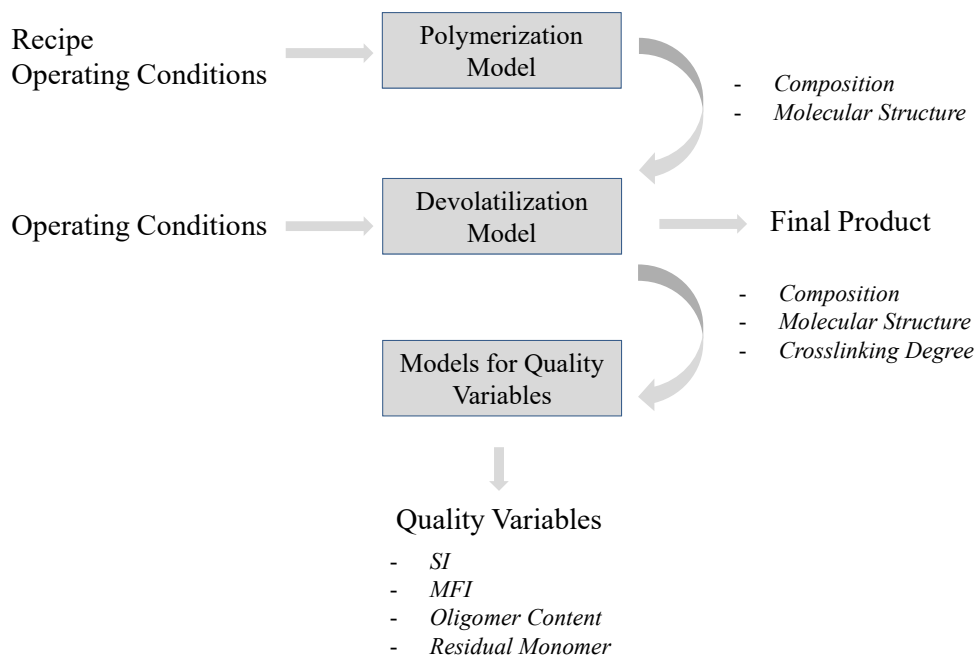 Recipe
Operating Conditions
Polymerization
Model
- Composition
- Molecular Structure
Operating Conditions
Devolatilization
Model
Final Product
- Composition
- Molecular Structure
- Crosslinking Degree
Models for Quality
Variables
Quality Variables
- SI
- MFI
- Oligomer Content
- Residual Monomer